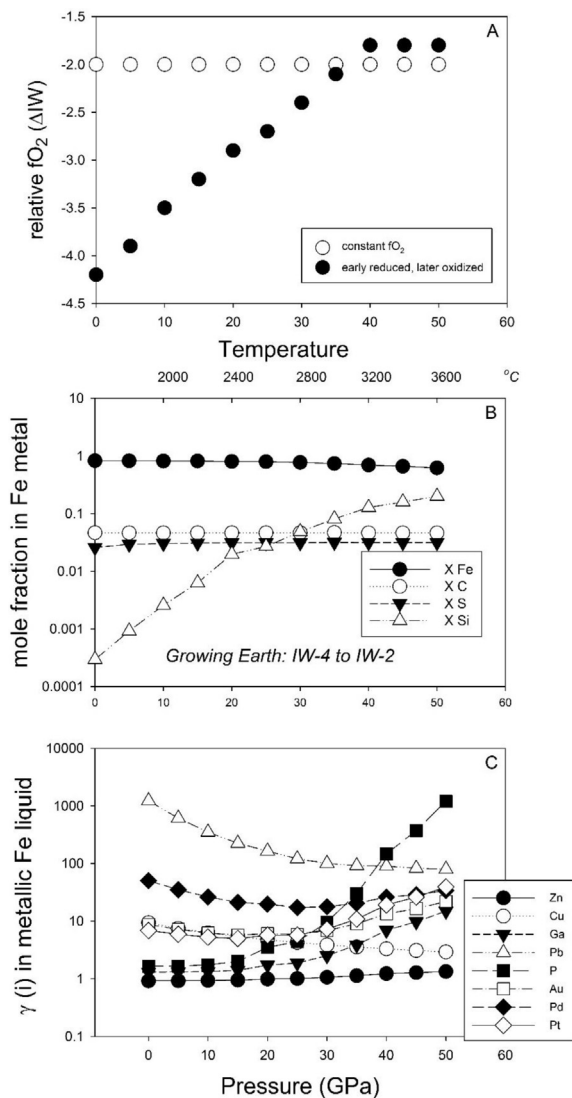 A
-1.5
-2.0
-2.5
-3.0
-3.5
-4.0
-4.5
relative fO2 (ΔIW)
constant fO2
early reduced, later oxidized
0 10 20 30 40 50 60
Temperature
2000 2400 2800 3200 3600 °C
B
10
1
0.1
0.01
0.001
0.0001
mole fraction in Fe metal
X Fe
X C
X S
X Si
Growing Earth: IW-4 to IW-2
0 10 20 30 40 50 60
C
10000
1000
100
10
1
0.1
γ (i) in metallic Fe liquid
Zn
Cu
Ga
Pb
P
Au
Pd
Pt
0 10 20 30 40 50 60
Pressure (GPa)